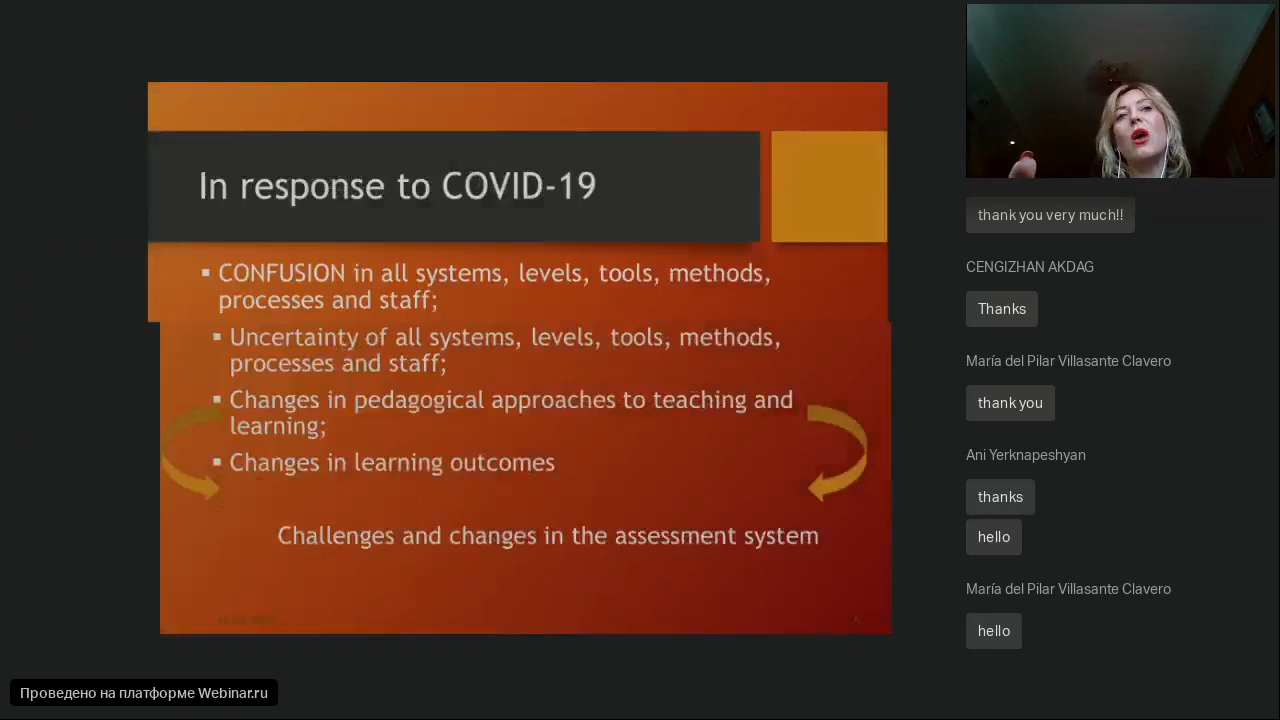 In response to COVID-19
▪ CONFUSION in all systems, levels, tools, methods,
processes and staff;
▪ Uncertainty of all systems, levels, tools, methods,
processes and staff;
▪ Changes in pedagogical approaches to teaching and
learning;
▪ Changes in learning outcomes
Challenges and changes in the assessment system
thank you very much!!
CENGIZHAN AKDAG
Thanks
María del Pilar Villasante Clavero
thank you
Ani Yerknapeshyan
thanks
hello
María del Pilar Villasante Clavero
hello
Проведено на платформе Webinar.ru